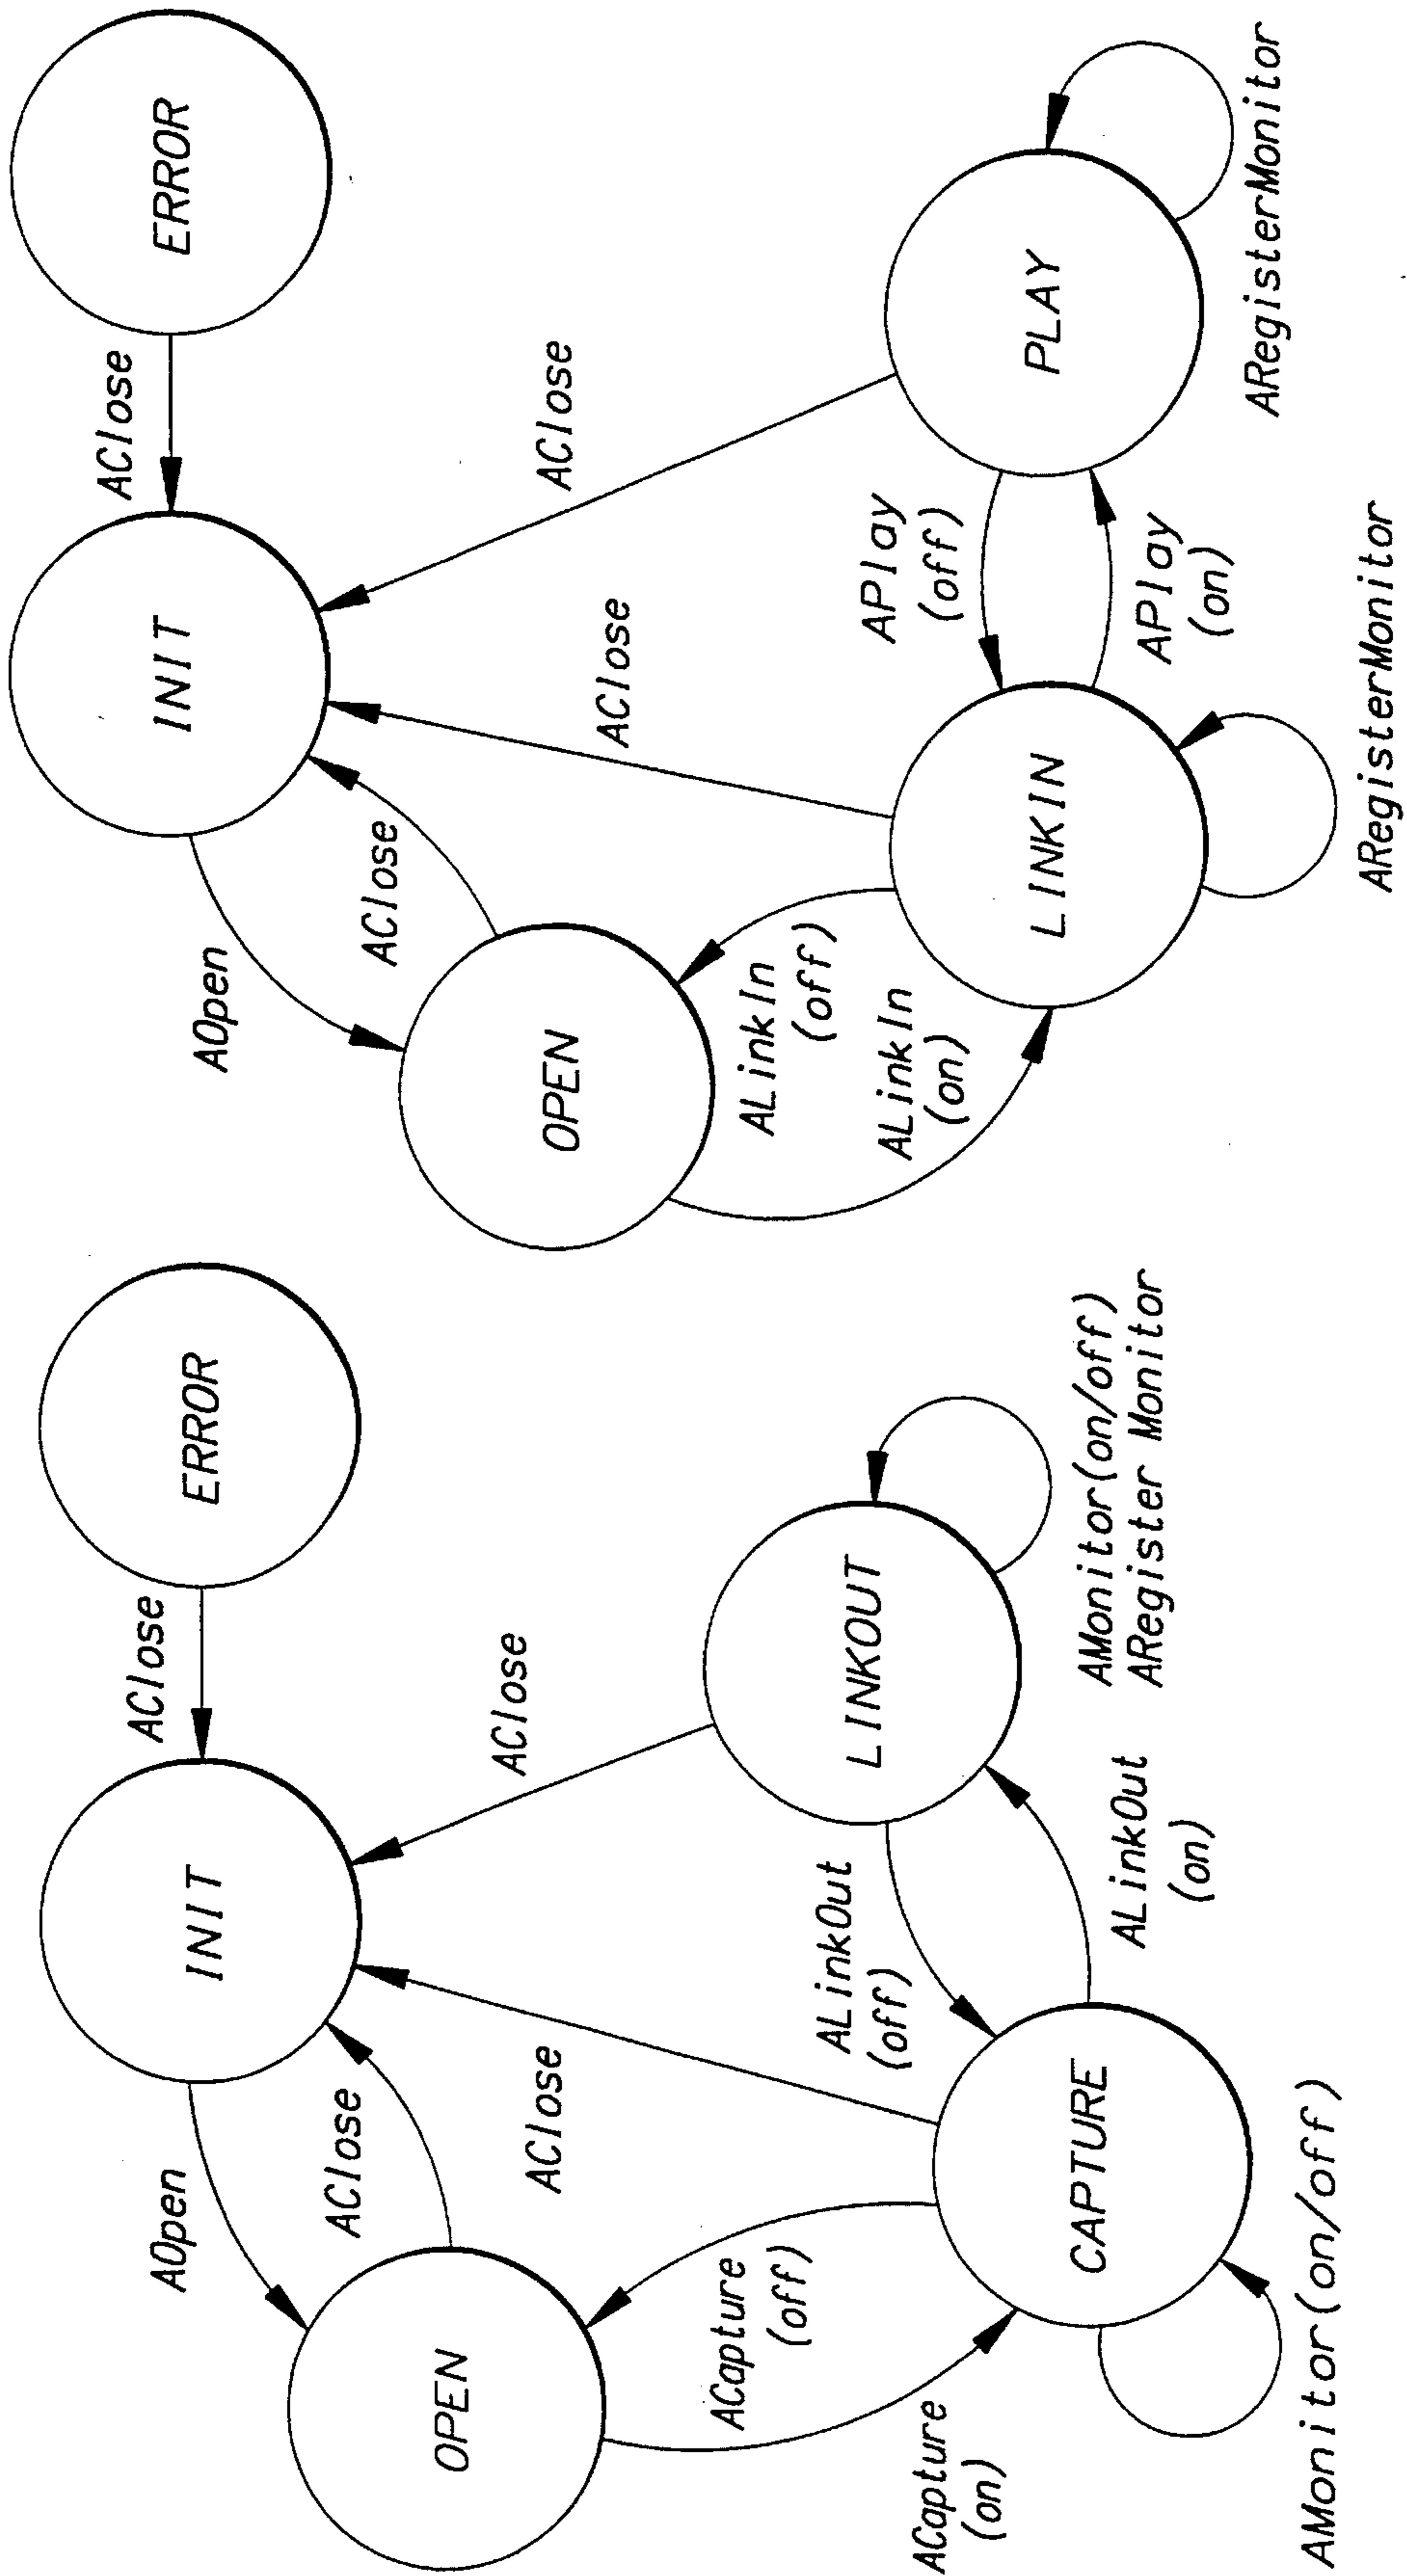 ERROR
AClose
INIT
AOpen
AClose
AClose
AClose
OPEN
ACapture
(off)
ACapture
(on)
ALinkOut
(off)
LINKOUT
AMonitor(on/off)
ARegister Monitor
ALinkOut
(on)
CAPTURE
AMonitor(on/off)
ERROR
AClose
INIT
AOpen
AClose
AClose
AClose
OPEN
ALinkIn
(off)
ALinkIn
(on)
APlay
(off)
PLAY
APlay
(on)
ARegisterMonitor
LINKIN
ARegisterMonitor